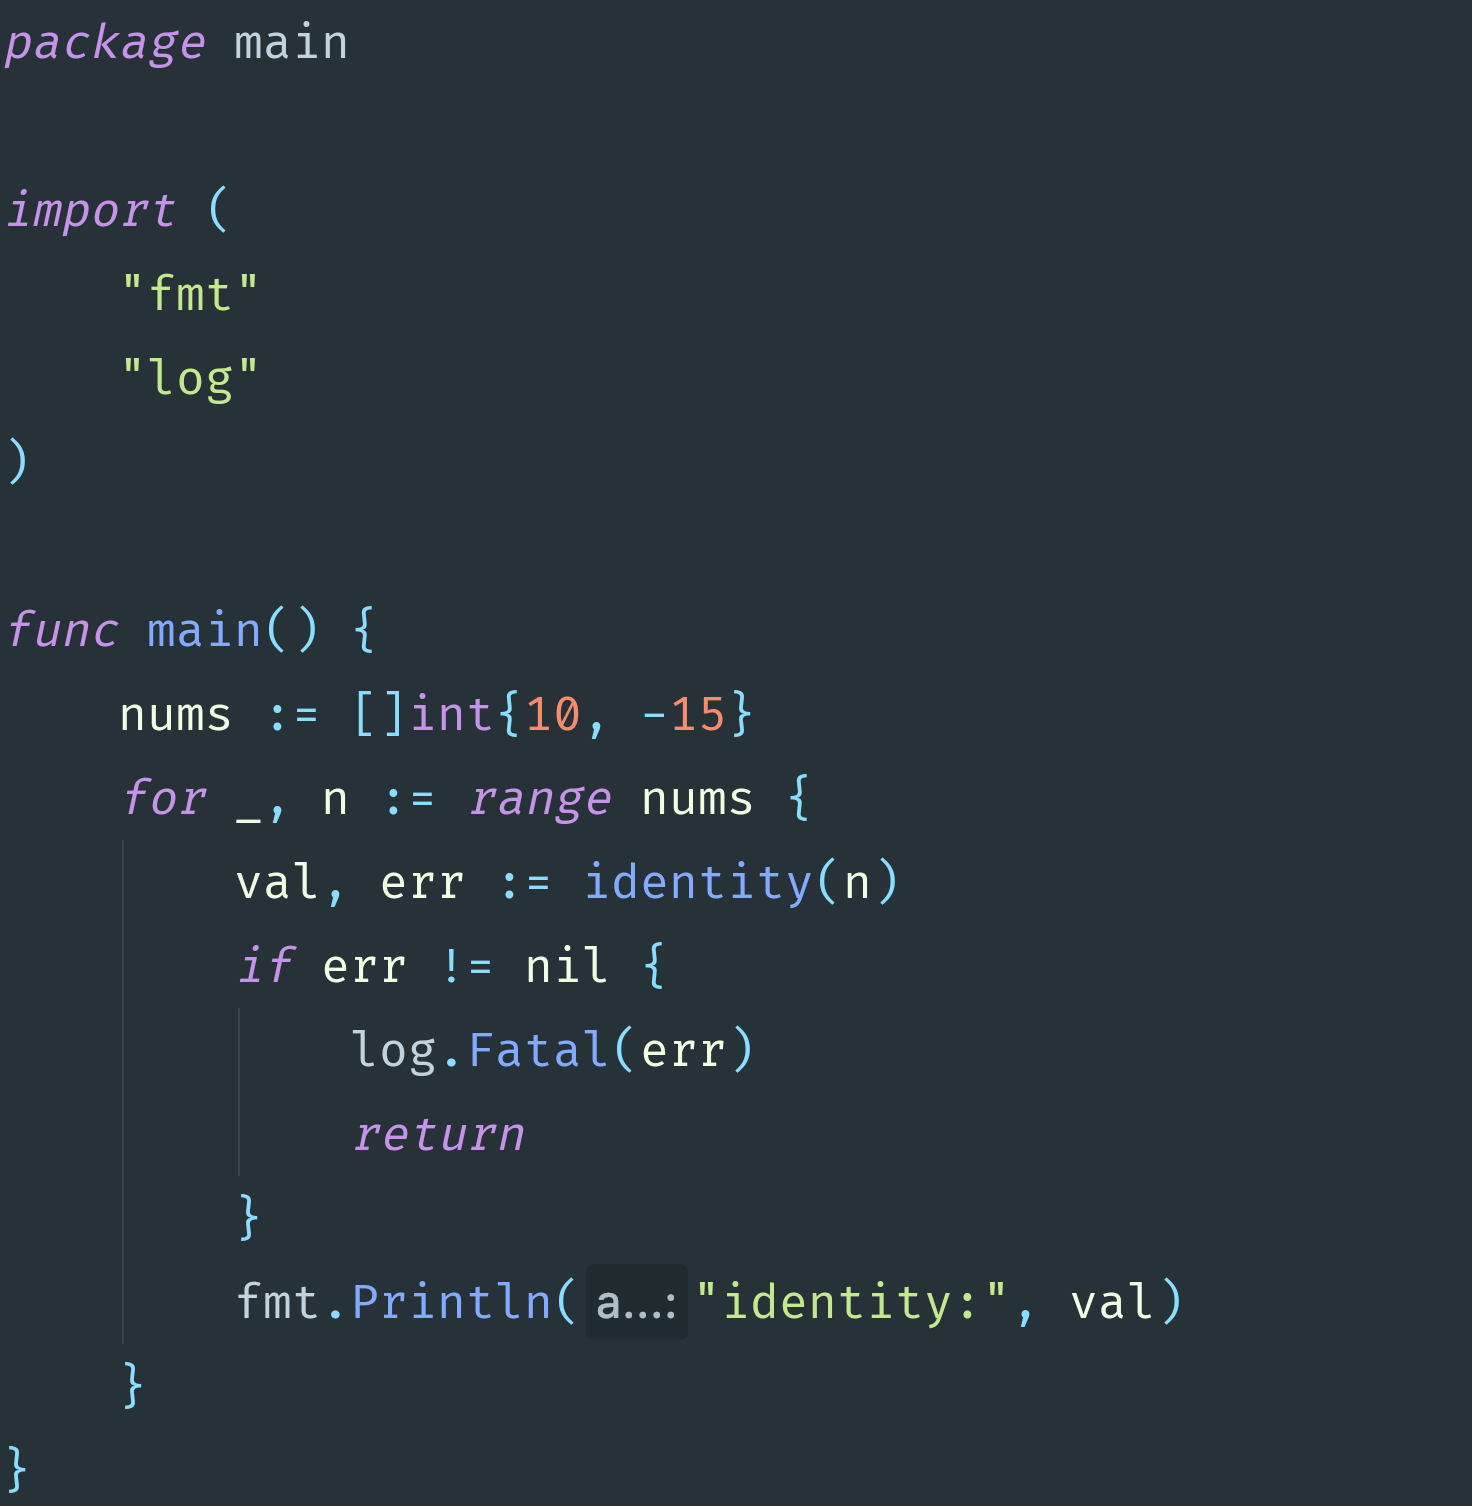 package main
import (
"fmt"
"log"
)
func main() {
nums := []int{10, -15}
for _, n := range nums {
val, err := identity(n)
if err != nil {
log.Fatal(err)
return
}
fmt.Println( a...: "identity:", val)
}
}